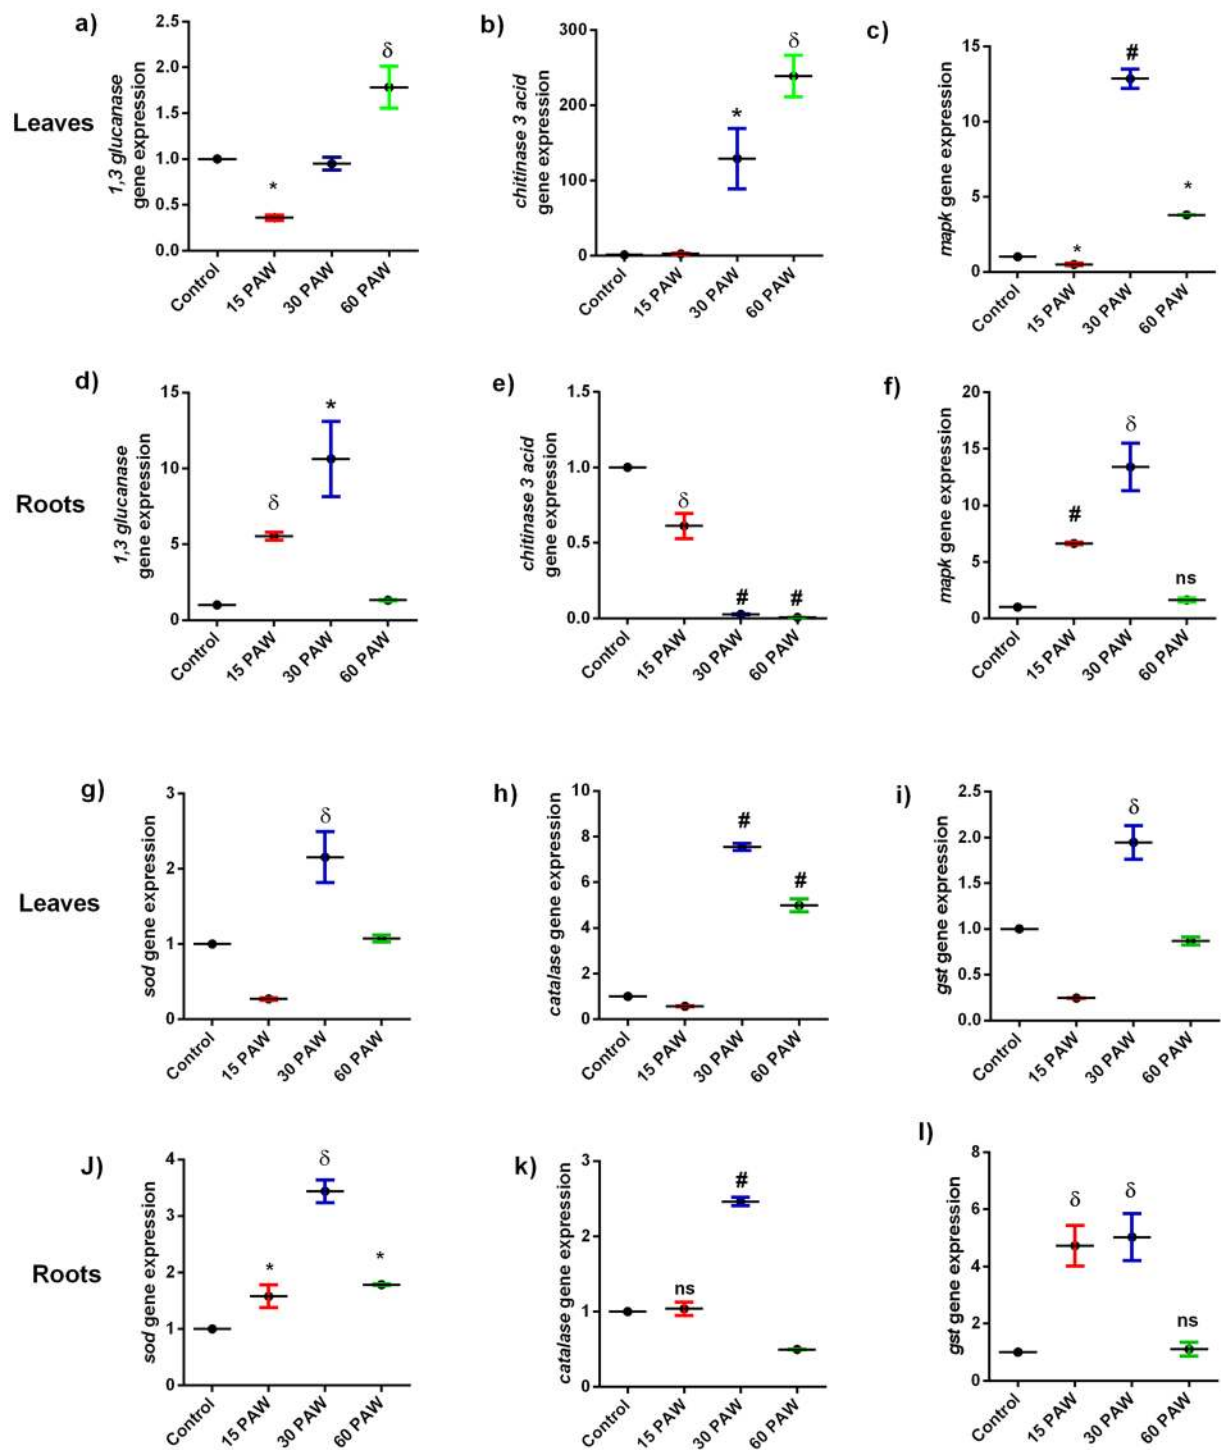 a)
1,3 glucanase
gene expression
2.5
2.0
1.5
1.0
0.5
0.0
*
δ
Control
15 PAW
30 PAW
60 PAW
b)
chitinase 3 acid
gene expression
300
200
100
0
*
δ
Control
15 PAW
30 PAW
60 PAW
c)
mapk gene expression
15
10
5
0
*
#
*
Control
15 PAW
30 PAW
60 PAW
Leaves
d)
1,3 glucanase
gene expression
15
10
5
0
δ
*
Control
15 PAW
30 PAW
60 PAW
e)
chitinase 3 acid
gene expression
1.5
1.0
0.5
0.0
δ
#
#
Control
15 PAW
30 PAW
60 PAW
f)
mapk gene expression
20
15
10
5
0
#
δ
ns
Control
15 PAW
30 PAW
60 PAW
Roots
g)
sod gene expression
3
2
1
0
δ
Control
15 PAW
30 PAW
60 PAW
h)
catalase gene expression
10
8
6
4
2
0
#
#
Control
15 PAW
30 PAW
60 PAW
i)
gst gene expression
2.5
2.0
1.5
1.0
0.5
0.0
δ
Control
15 PAW
30 PAW
60 PAW
Leaves
J)
sod gene expression
4
3
2
1
0
*
δ
*
Control
15 PAW
30 PAW
60 PAW
k)
catalase gene expression
3
2
1
0
ns
#
Control
15 PAW
30 PAW
60 PAW
l)
gst gene expression
8
6
4
2
0
δ
δ
ns
Control
15 PAW
30 PAW
60 PAW
Roots